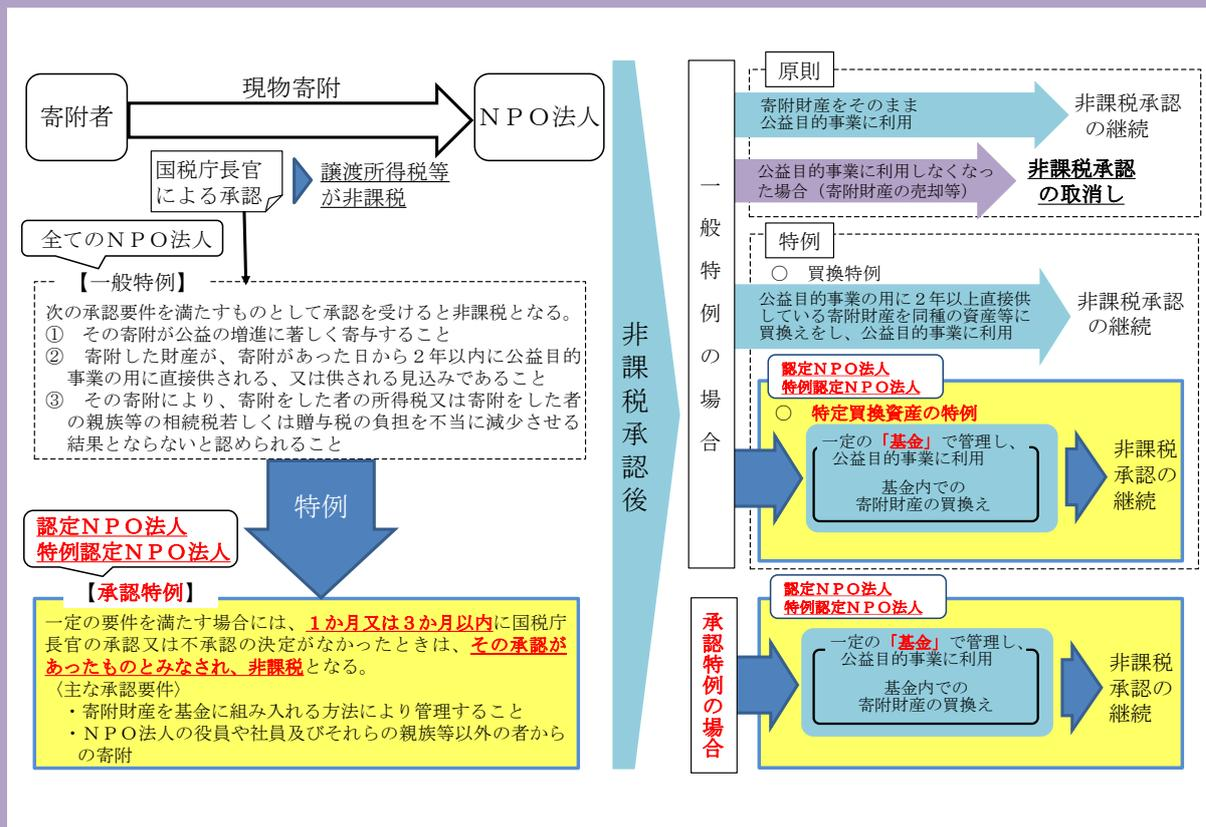 現物寄附
寄附者
ＮＰＯ法人
国税庁長官
による承認
譲渡所得税等
が非課税
全てのＮＰＯ法人
【一般特例】
次の承認要件を満たすものとして承認を受けると非課税となる。
①　その寄附が公益の増進に著しく寄与すること
②　寄附した財産が、寄附があった日から２年以内に公益目的
事業の用に直接供される、又は供される見込みであること
③　その寄附により、寄附をした者の所得税又は寄附をした者
の親族等の相続税若しくは贈与税の負担を不当に減少させる
結果とならないと認められること
特例
認定ＮＰＯ法人
特例認定ＮＰＯ法人
【承認特例】
一定の要件を満たす場合には、１か月又は３か月以内に国税庁
長官の承認又は不承認の決定がなかったときは、その承認が
あったものとみなされ、非課税となる。
〈主な承認要件〉
・寄附財産を基金に組み入れる方法により管理すること
・ＮＰＯ法人の役員や社員及びそれらの親族等以外の者から
の寄附
非課税承認後
一般特例の場合
原則
寄附財産をそのまま
公益目的事業に利用
非課税承認
の継続
公益目的事業に利用しなくなっ
た場合（寄附財産の売却等）
非課税承認
の取消し
特例
○　買換特例
公益目的事業の用に２年以上直接供
している寄附財産を同種の資産等に
買換えをし、公益目的事業に利用
非課税承認
の継続
認定ＮＰＯ法人
特例認定ＮＰＯ法人
○　特定買換資産の特例
一定の「基金」で管理し、
公益目的事業に利用
基金内での
寄附財産の買換え
非課税
承認の
継続
承認特例の場合
認定ＮＰＯ法人
特例認定ＮＰＯ法人
一定の「基金」で管理し、
公益目的事業に利用
基金内での
寄附財産の買換え
非課税
承認の
継続